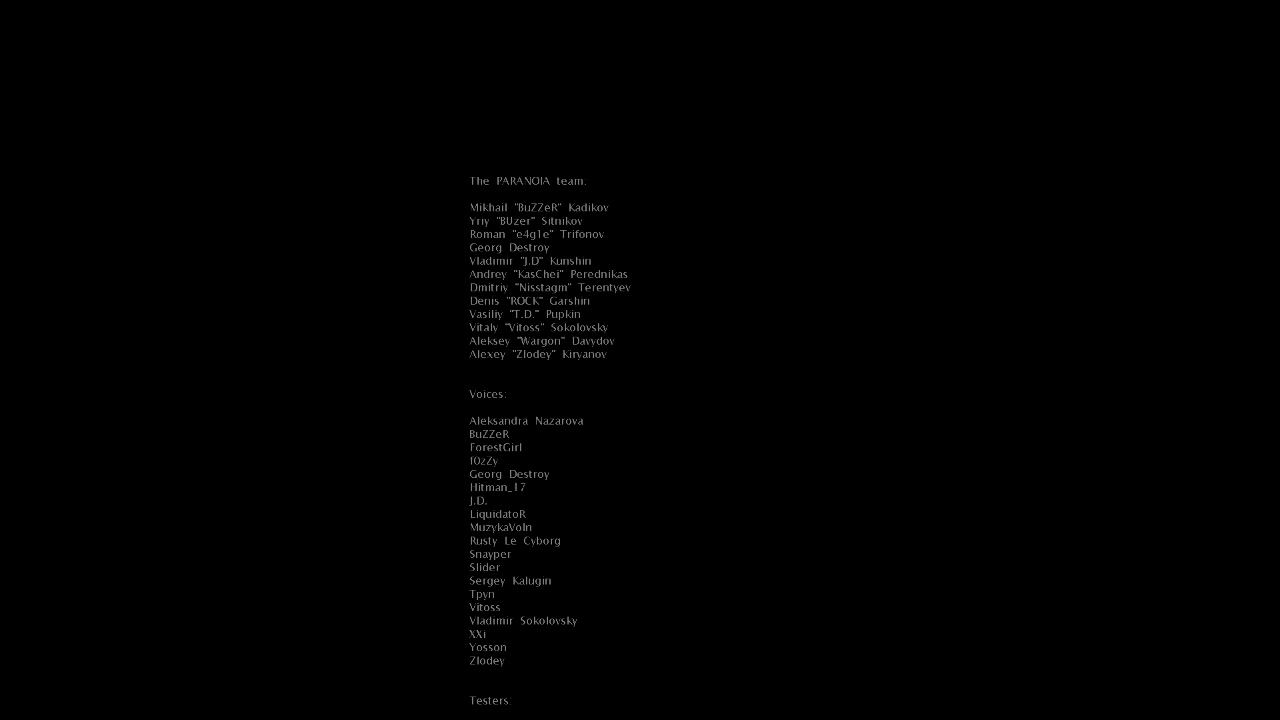 The PARANOIA team.
Mikhail "BuZZeR" Kadikov
Yriy "BUzer" Sitnikov
Roman "e4g1e" Trifonov
Georg Destroy
Vladimir "J.D" Kunshin
Andrey "KasChei" Perednikas
Dmitriy "Nisstagm" Terentyev
Denis "ROCK" Garshin
Vasiliy "T.D." Pupkin
Vitaly "Vitoss" Sokolovsky
Aleksey "Wargon" Davydov
Alexey "Zlodey" Kiryanov
Voices:
Aleksandra Nazarova
BuZZeR
ForestGirl
f0zZy
Georg Destroy
Hitman_17
J.D.
LiquidatoR
MuzykaVoln
Rusty Le Cyborg
Snayper
Slider
Sergey Kalugin
Tpyn
Vitoss
Vladimir Sokolovsky
XXi
Yosson
Zlodey
Testers: